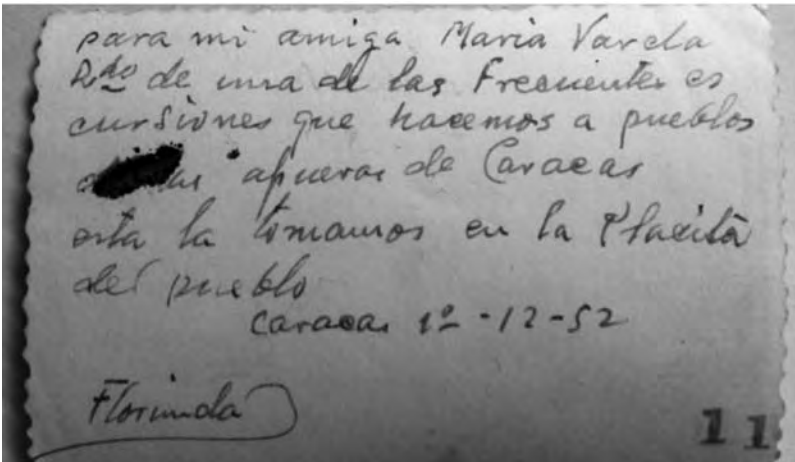 para mi amiga Maria Varela
Rdo de una de las Frecuentes es
cursiones que hacemos a pueblos
afueras de Caracas
esta la tomamos en la Placita
del pueblo
Caracas 1º -12-52
Florinda
11